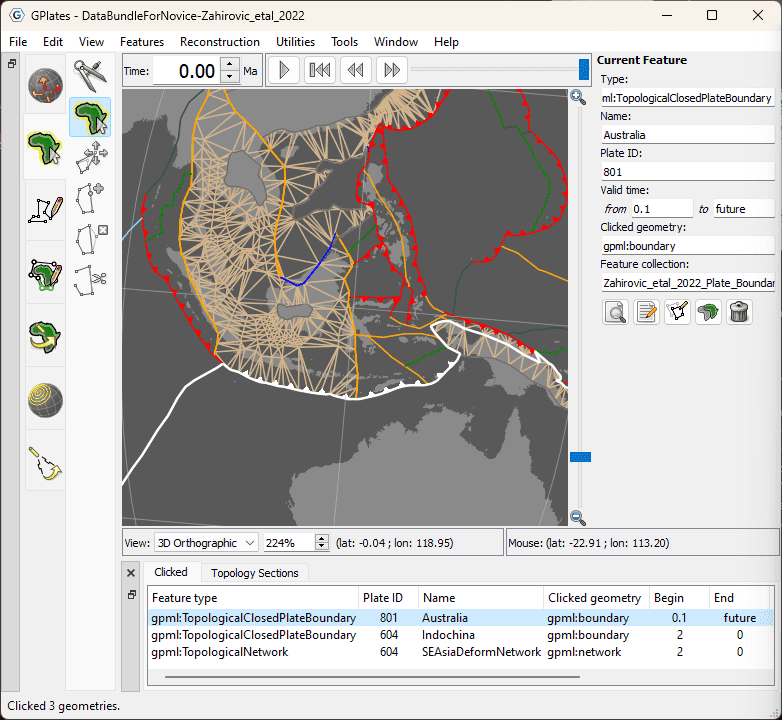 GPlates - DataBundleForNovice-Zahirovic_etal_2022
File Edit View Features Reconstruction Utilities Tools Window Help
Time: 0.00 Ma
Current Feature
Type:
ml:TopologicalClosedPlateBoundary
Name:
Australia
Plate ID:
801
Valid time:
from 0.1 to future
Clicked geometry:
gpml:boundary
Feature collection:
Zahirovic_etal_2022_Plate_Boundar
View: 3D Orthographic 224% (lat: -0.04 ; lon: 118.95) Mouse: (lat: -22.91 ; lon: 113.20)
Clicked Topology Sections
Feature type Plate ID Name Clicked geometry Begin End
gpml:TopologicalClosedPlateBoundary 801 Australia gpml:boundary 0.1 future
gpml:TopologicalClosedPlateBoundary 604 Indochina gpml:boundary 2 0
gpml:TopologicalNetwork 604 SEAsiaDeformNetwork gpml:network 2 0
Clicked 3 geometries.